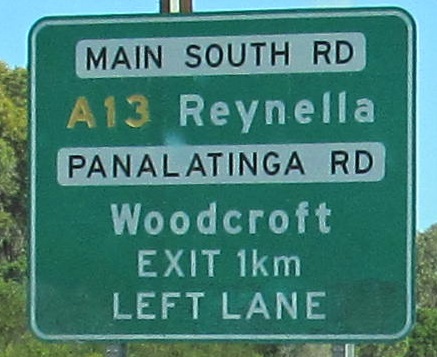 MAIN SOUTH RD
A13 Reynella
PANALATINGA RD
Woodcroft
EXIT 1km
LEFT LANE